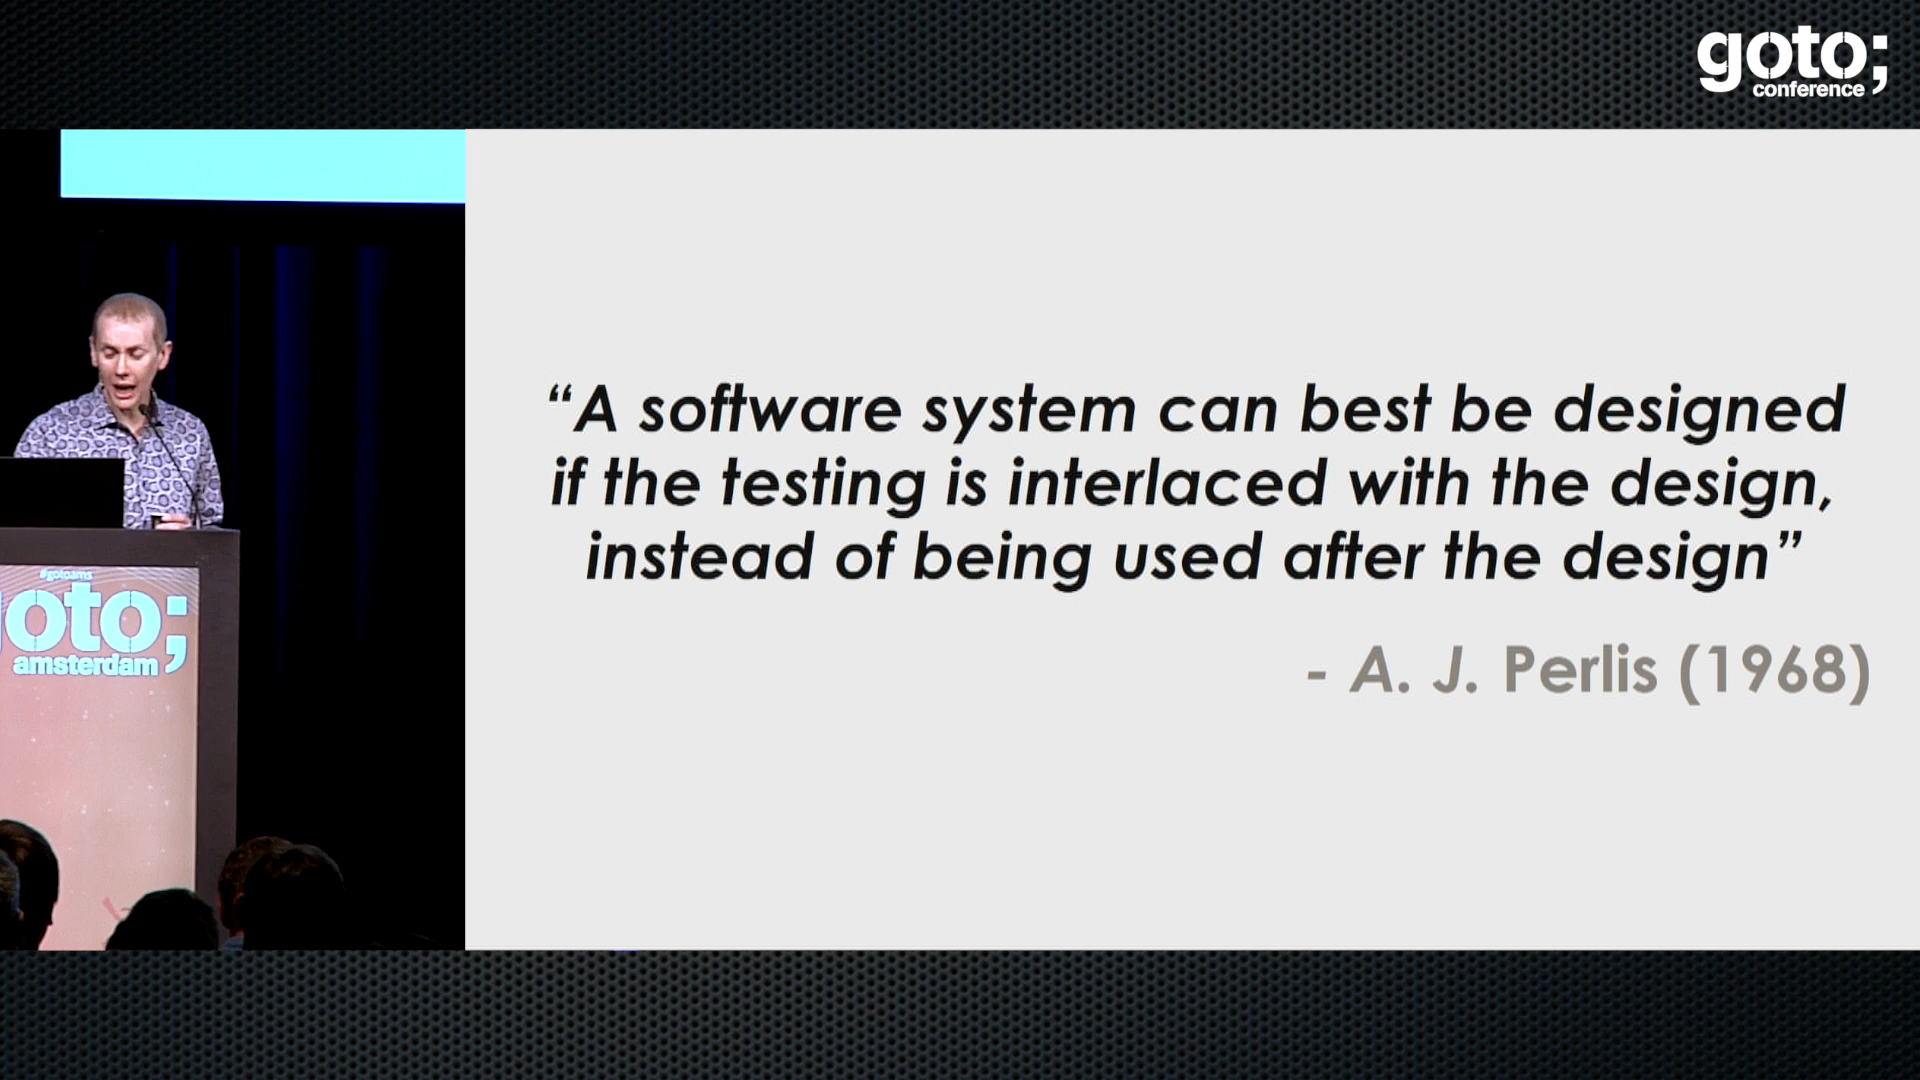 goto;
conference
“A software system can best be designed
if the testing is interlaced with the design,
instead of being used after the design”
- A. J. Perlis (1968)
#gotoams
goto;
amsterdam